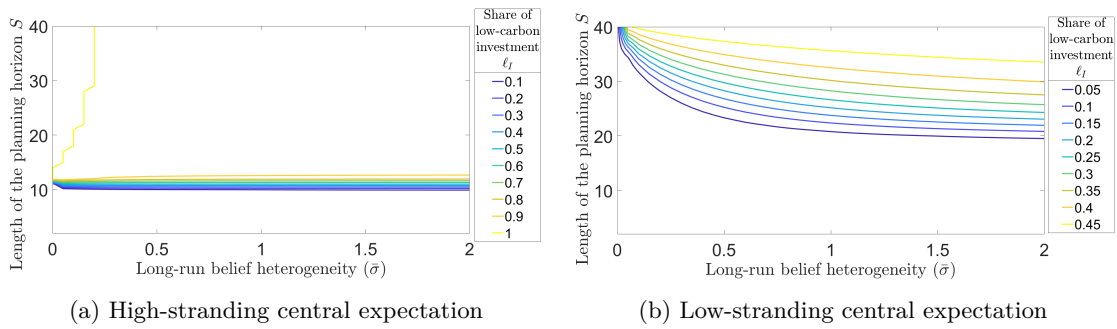 Length of the planning horizon S
40
30
20
10
0
0.5
1
1.5
2
Long-run belief heterogeneity (σ̄)
Share of
low-carbon
investment
ℓ_I
0.1
0.2
0.3
0.4
0.5
0.6
0.7
0.8
0.9
1
(a) High-stranding central expectation
Length of the planning horizon S
40
30
20
10
0
0.5
1
1.5
2
Long-run belief heterogeneity (σ̄)
Share of
low-carbon
investment
ℓ_I
0.05
0.1
0.15
0.2
0.25
0.3
0.35
0.4
0.45
(b) Low-stranding central expectation